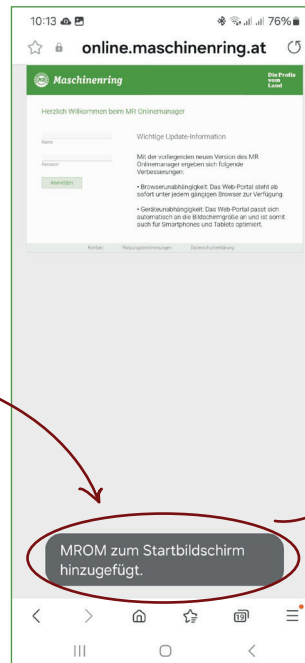 10:13
76%
online.maschinenring.at
Maschinenring
Die Profis
vom
Land
Herzlich Willkommen beim MR Onlinemanager
Name
Passwort
Anmelden
Wichtige Update-Information
Mit der vorliegenden neuen Version des MR
Onlinemanager ergeben sich folgende
Verbesserungen:
• Browserunabhängigkeit: Das Web-Portal steht ab
sofort unter jedem gängigen Browser zur Verfügung.
• Geräteunabhängigkeit: Das Web-Portal passt sich
automatisch an die Bildschirmgröße an und ist somit
auch für Smartphones und Tablets optimiert.
Kontakt Nutzungsbestimmungen Datenschutzerklärung
MROM zum Startbildschirm
hinzugefügt.
19